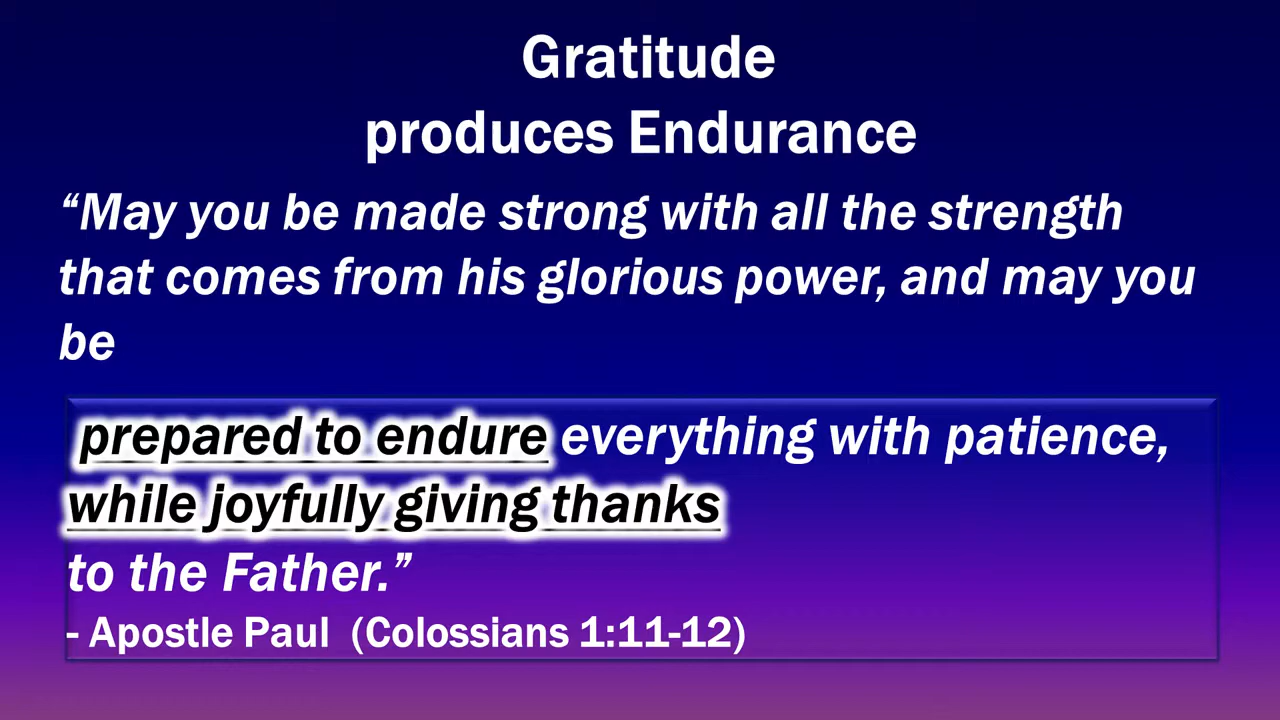 Gratitude
produces Endurance
“May you be made strong with all the strength
that comes from his glorious power, and may you
be
prepared to endure everything with patience,
while joyfully giving thanks
to the Father.”
- Apostle Paul  (Colossians 1:11-12)